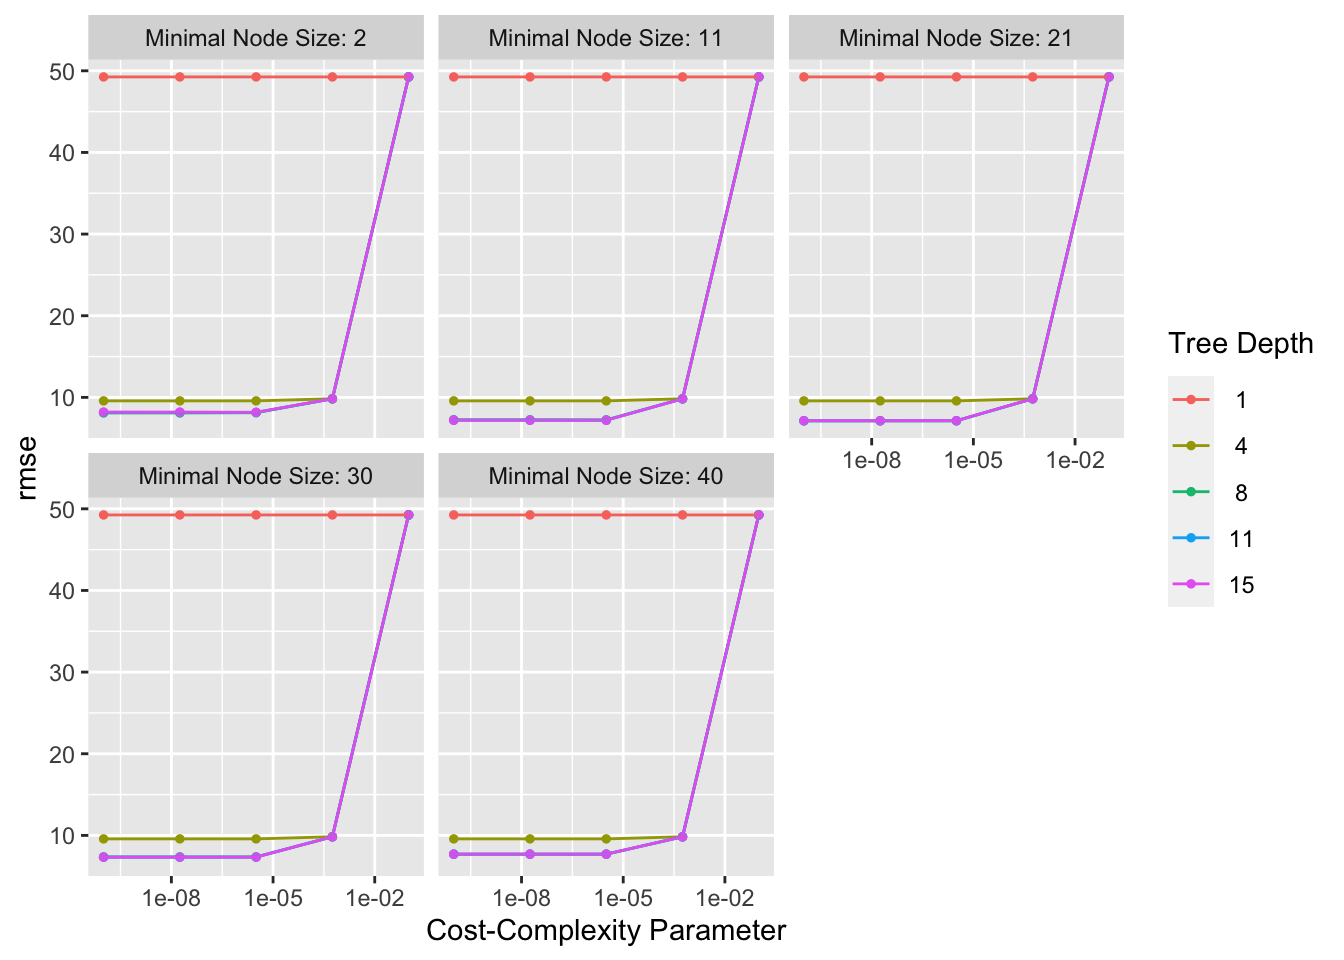 Minimal Node Size: 2
Minimal Node Size: 11
Minimal Node Size: 21
50
40
30
20
10
1e-08
1e-05
1e-02
Minimal Node Size: 30
Minimal Node Size: 40
50
40
30
20
10
1e-08
1e-05
1e-02
1e-08
1e-05
1e-02
rmse
Cost-Complexity Parameter
Tree Depth
1
4
8
11
15